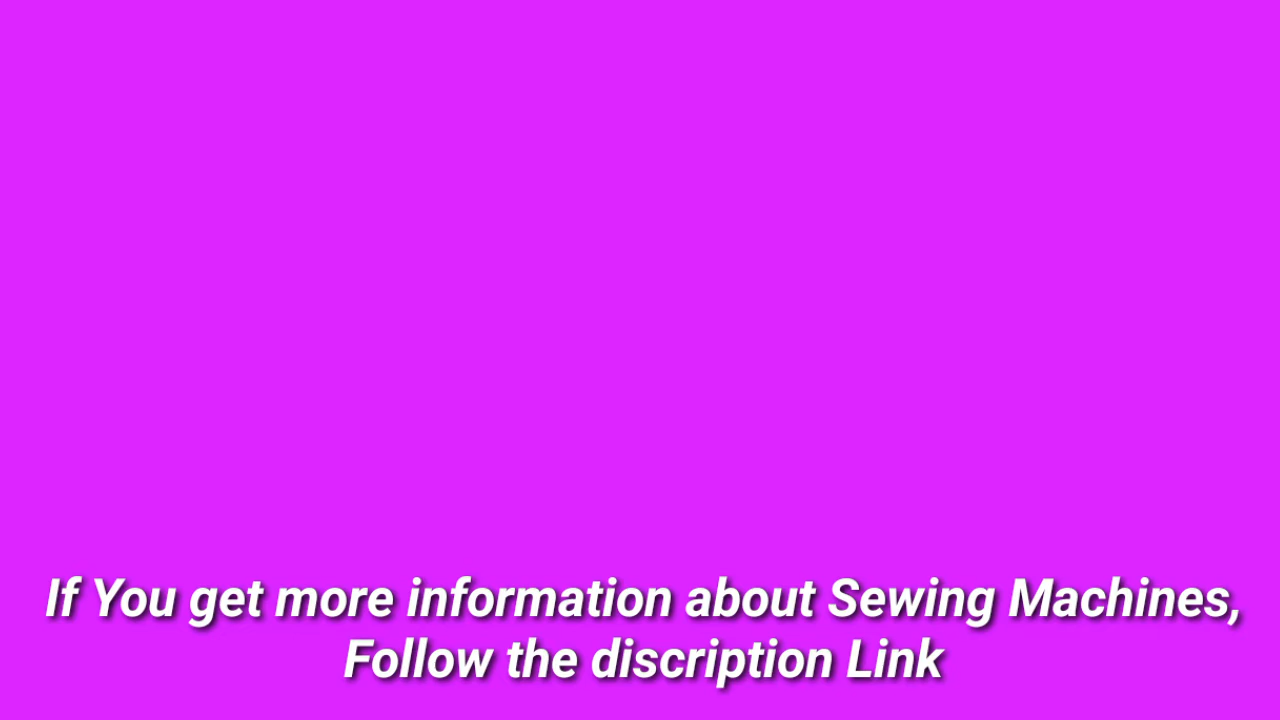 If You get more information about Sewing Machines,
Follow the discription Link